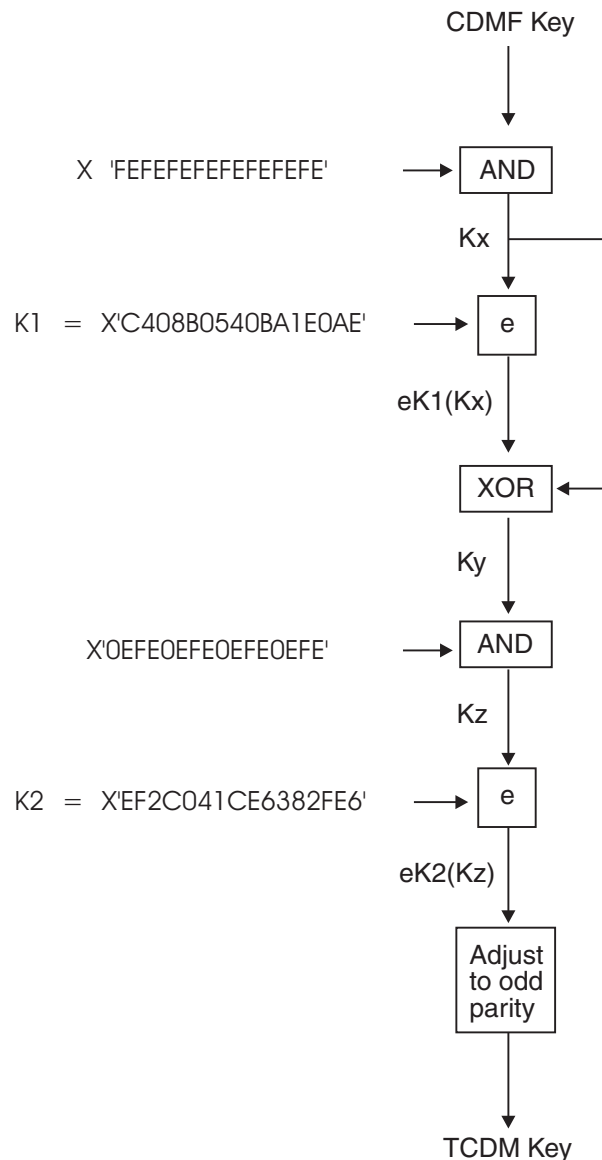 CDMF Key
X 'FEFEFEFEFEFEFEFE'
AND
Kx
K1 = X'C408B0540BA1E0AE'
e
eK1(Kx)
XOR
Ky
X'0EFE0EFE0EFE0EFE'
AND
Kz
K2 = X'EF2C041CE6382FE6'
e
eK2(Kz)
Adjust
to odd
parity
TCDM Key